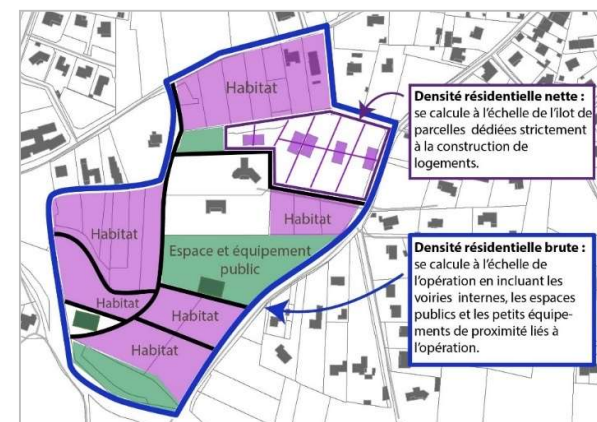 Habitat
Densité résidentielle nette :
se calcule à l'échelle de l'îlot de
parcelles dédiées strictement
à la construction de
logements.
Habitat
Habitat
Espace et équipement
public
Densité résidentielle brute :
se calcule à l'échelle de
l'opération en incluant les
voiries internes, les espaces
publics et les petits équipe-
ments de proximité liés à
l'opération.
Habitat
Habitat
Habitat